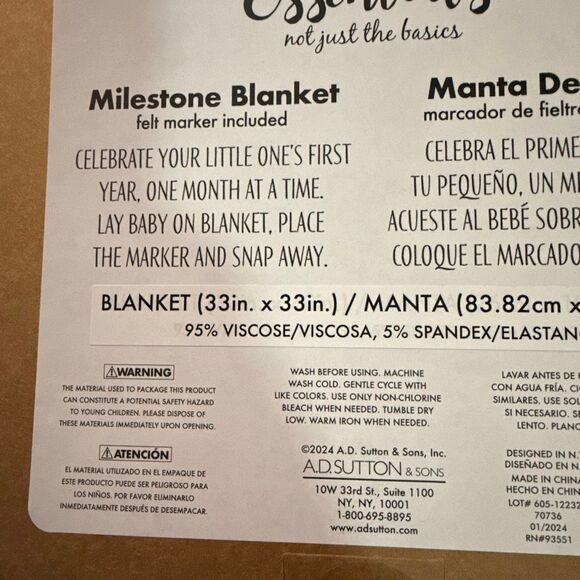 Essentials
not just the basics
Milestone Blanket
felt marker included
CELEBRATE YOUR LITTLE ONE'S FIRST
YEAR, ONE MONTH AT A TIME.
LAY BABY ON BLANKET, PLACE
THE MARKER AND SNAP AWAY.
Manta De
marcador de fieltr
CELEBRA EL PRIME
TU PEQUEÑO, UN ME
ACUESTE AL BEBÉ SOBR
COLOQUE EL MARCADO
BLANKET (33in. x 33in.) / MANTA (83.82cm x
95% VISCOSE/VISCOSA, 5% SPANDEX/ELASTAN
⚠WARNING
THE MATERIAL USED TO PACKAGE THIS PRODUCT
CAN CONSTITUTE A POTENTIAL SAFETY HAZARD
TO YOUNG CHILDREN. PLEASE DISPOSE OF
THESE MATERIALS IMMEDIATELY UPON OPENING.
⚠ATENCIÓN
EL MATERIAL UTILIZADO EN EL EMPAQUE DE
ESTE PRODUCTO PUEDE SER PELIGROSO PARA
LOS NIÑOS. POR FAVOR ELIMINARLO
INMEDIATAMENTE DESPUÉS DE DESEMPACAR.
WASH BEFORE USING. MACHINE
WASH COLD. GENTLE CYCLE WITH
LIKE COLORS. USE ONLY NON-CHLORINE
BLEACH WHEN NEEDED. TUMBLE DRY
LOW. WARM IRON WHEN NEEDED.
©2024 A.D. Sutton & Sons, Inc.
A.D.SUTTON & SONS
10W 33rd St., Suite 1100
NY, NY, 10001
1-800-695-8895
www.adsutton.com
LAVAR ANTES DE
CON AGUA FRÍA. CI
SIMILARES. USE SOL
SI NECESARIO. SE
LENTO. PLANC
DESIGNED IN N.
DISEÑADO EN N.
MADE IN CHINA
HECHO EN CHIN
LOT# 605-12232
70736
01/2024
RN#93551